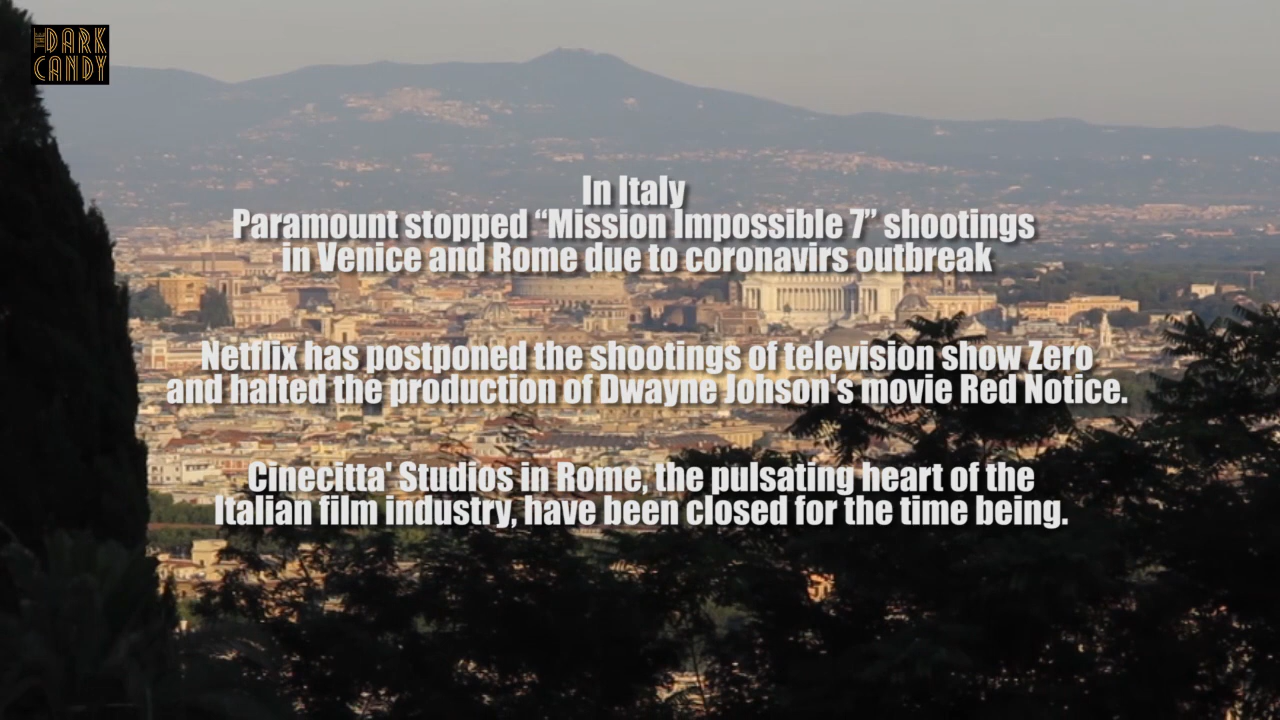 THE DARK
CANDY
In Italy
Paramount stopped “Mission Impossible 7” shootings
in Venice and Rome due to coronavirs outbreak
Netflix has postponed the shootings of television show Zero
and halted the production of Dwayne Johson's movie Red Notice.
Cinecitta' Studios in Rome, the pulsating heart of the
Italian film industry, have been closed for the time being.